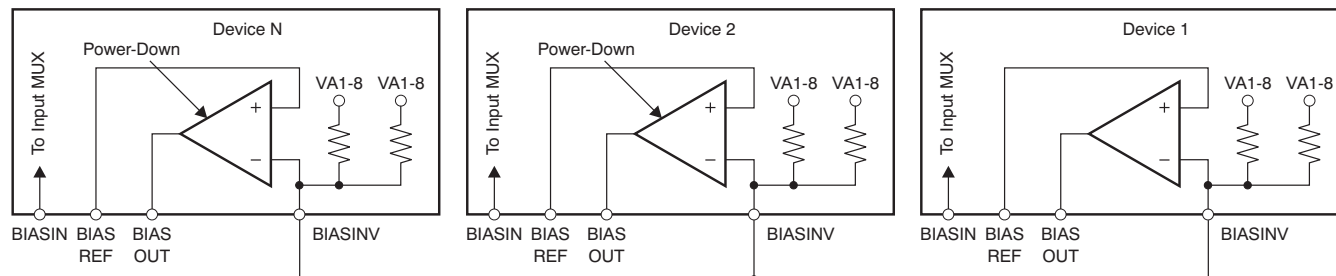 Device N
Power-Down
To Input MUX
VA1-8 VA1-8
+
−
BIASIN BIAS REF BIAS OUT BIASINV
Device 2
Power-Down
To Input MUX
VA1-8 VA1-8
+
−
BIASIN BIAS REF BIAS OUT BIASINV
Device 1
To Input MUX
VA1-8 VA1-8
+
−
BIASIN BIAS REF BIAS OUT BIASINV